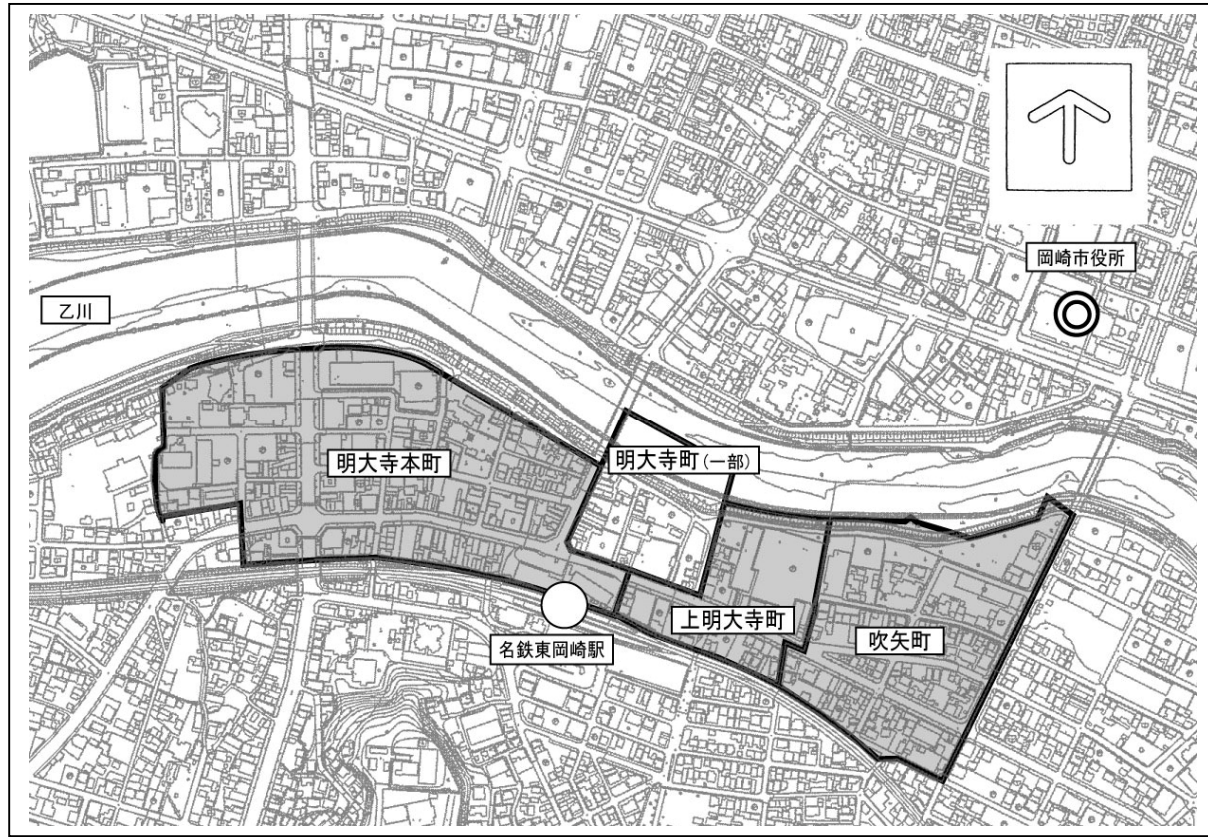 岡崎市役所
乙川
明大寺町(一部)
明大寺本町
上明大寺町
吹矢町
名鉄東岡崎駅